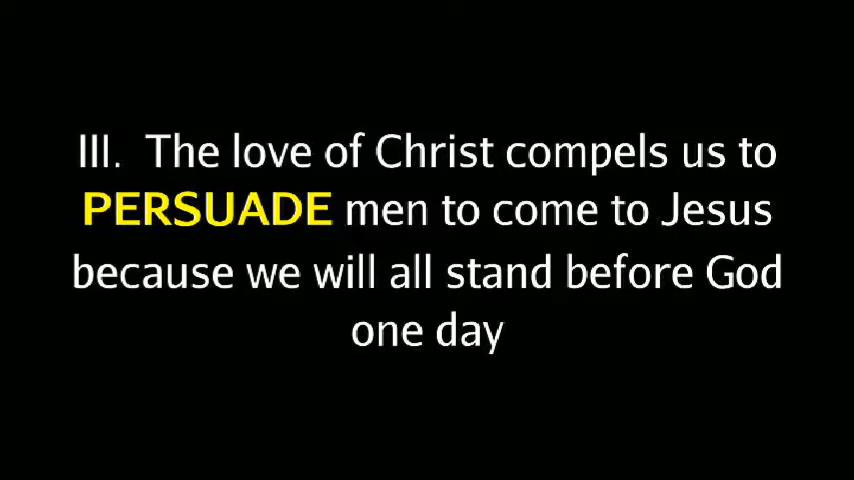 III. The love of Christ compels us to
PERSUADE men to come to Jesus
because we will all stand before God
one day